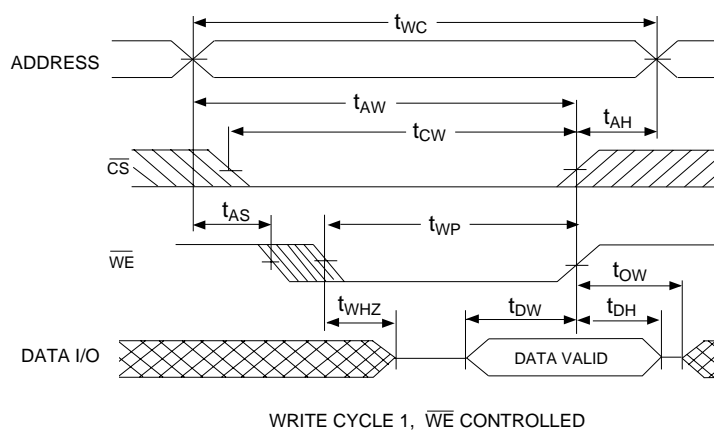 tWC
ADDRESS
tAW
tCW
tAH
CS
tAS
tWP
WE
tOW
tWHZ
tDW
tDH
DATA I/O
DATA VALID
WRITE CYCLE 1, WE CONTROLLED